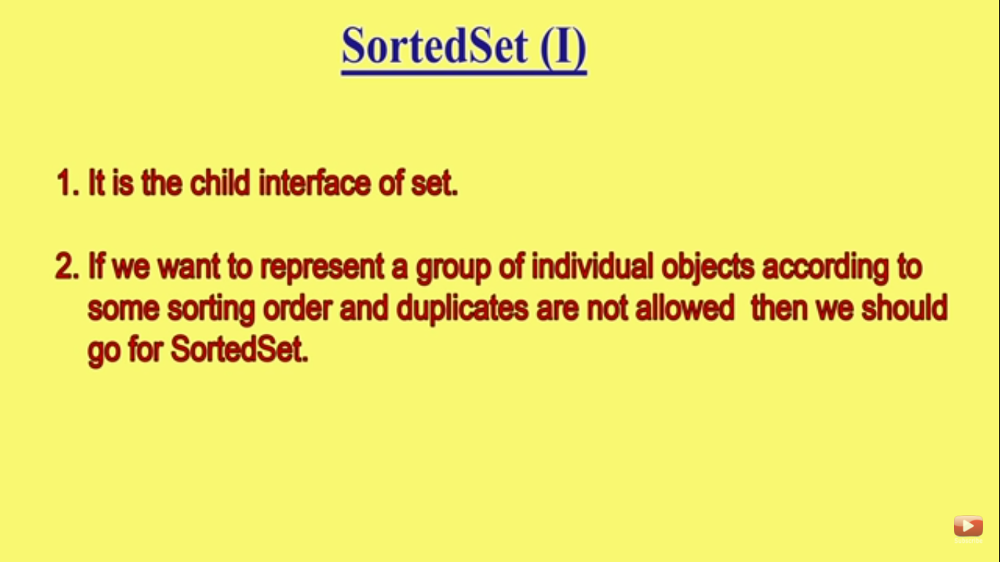 SortedSet (I)
1. It is the child interface of set.
2. If we want to represent a group of individual objects according to
some sorting order and duplicates are not allowed then we should
go for SortedSet.